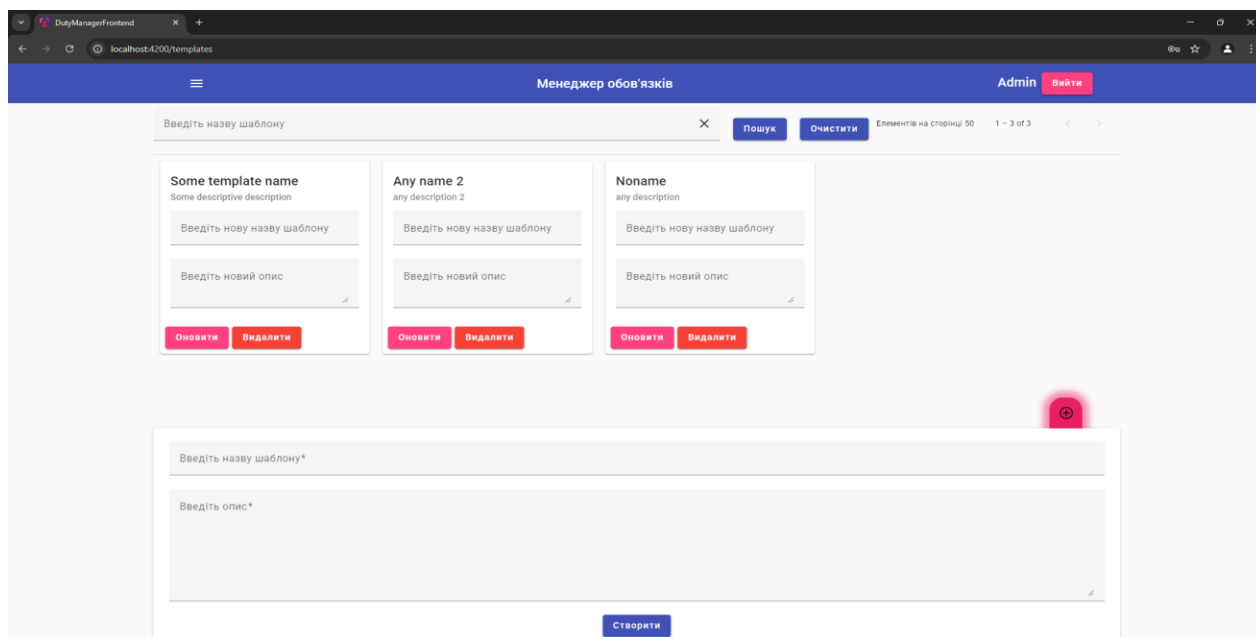 DutyManagerFrontend
localhost:4200/templates
Менеджер обов'язків
Admin Вийти
Введіть назву шаблону
Пошук Очистити Елементів на сторінці 50 1 – 3 of 3
Some template name
Some descriptive description
Введіть нову назву шаблону
Введіть новий опис
Оновити Видалити
Any name 2
any description 2
Введіть нову назву шаблону
Введіть новий опис
Оновити Видалити
Noname
any description
Введіть нову назву шаблону
Введіть новий опис
Оновити Видалити
Введіть назву шаблону*
Введіть опис*
Створити